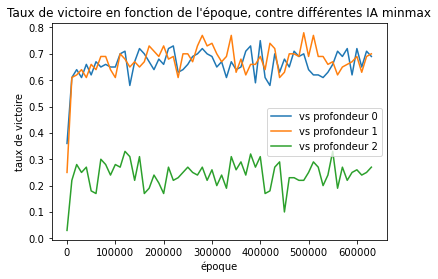 Taux de victoire en fonction de l'époque, contre différentes IA minmax
taux de victoire
0.8
0.7
0.6
0.5
0.4
0.3
0.2
0.1
0.0
vs profondeur 0
vs profondeur 1
vs profondeur 2
0 100000 200000 300000 400000 500000 600000
époque